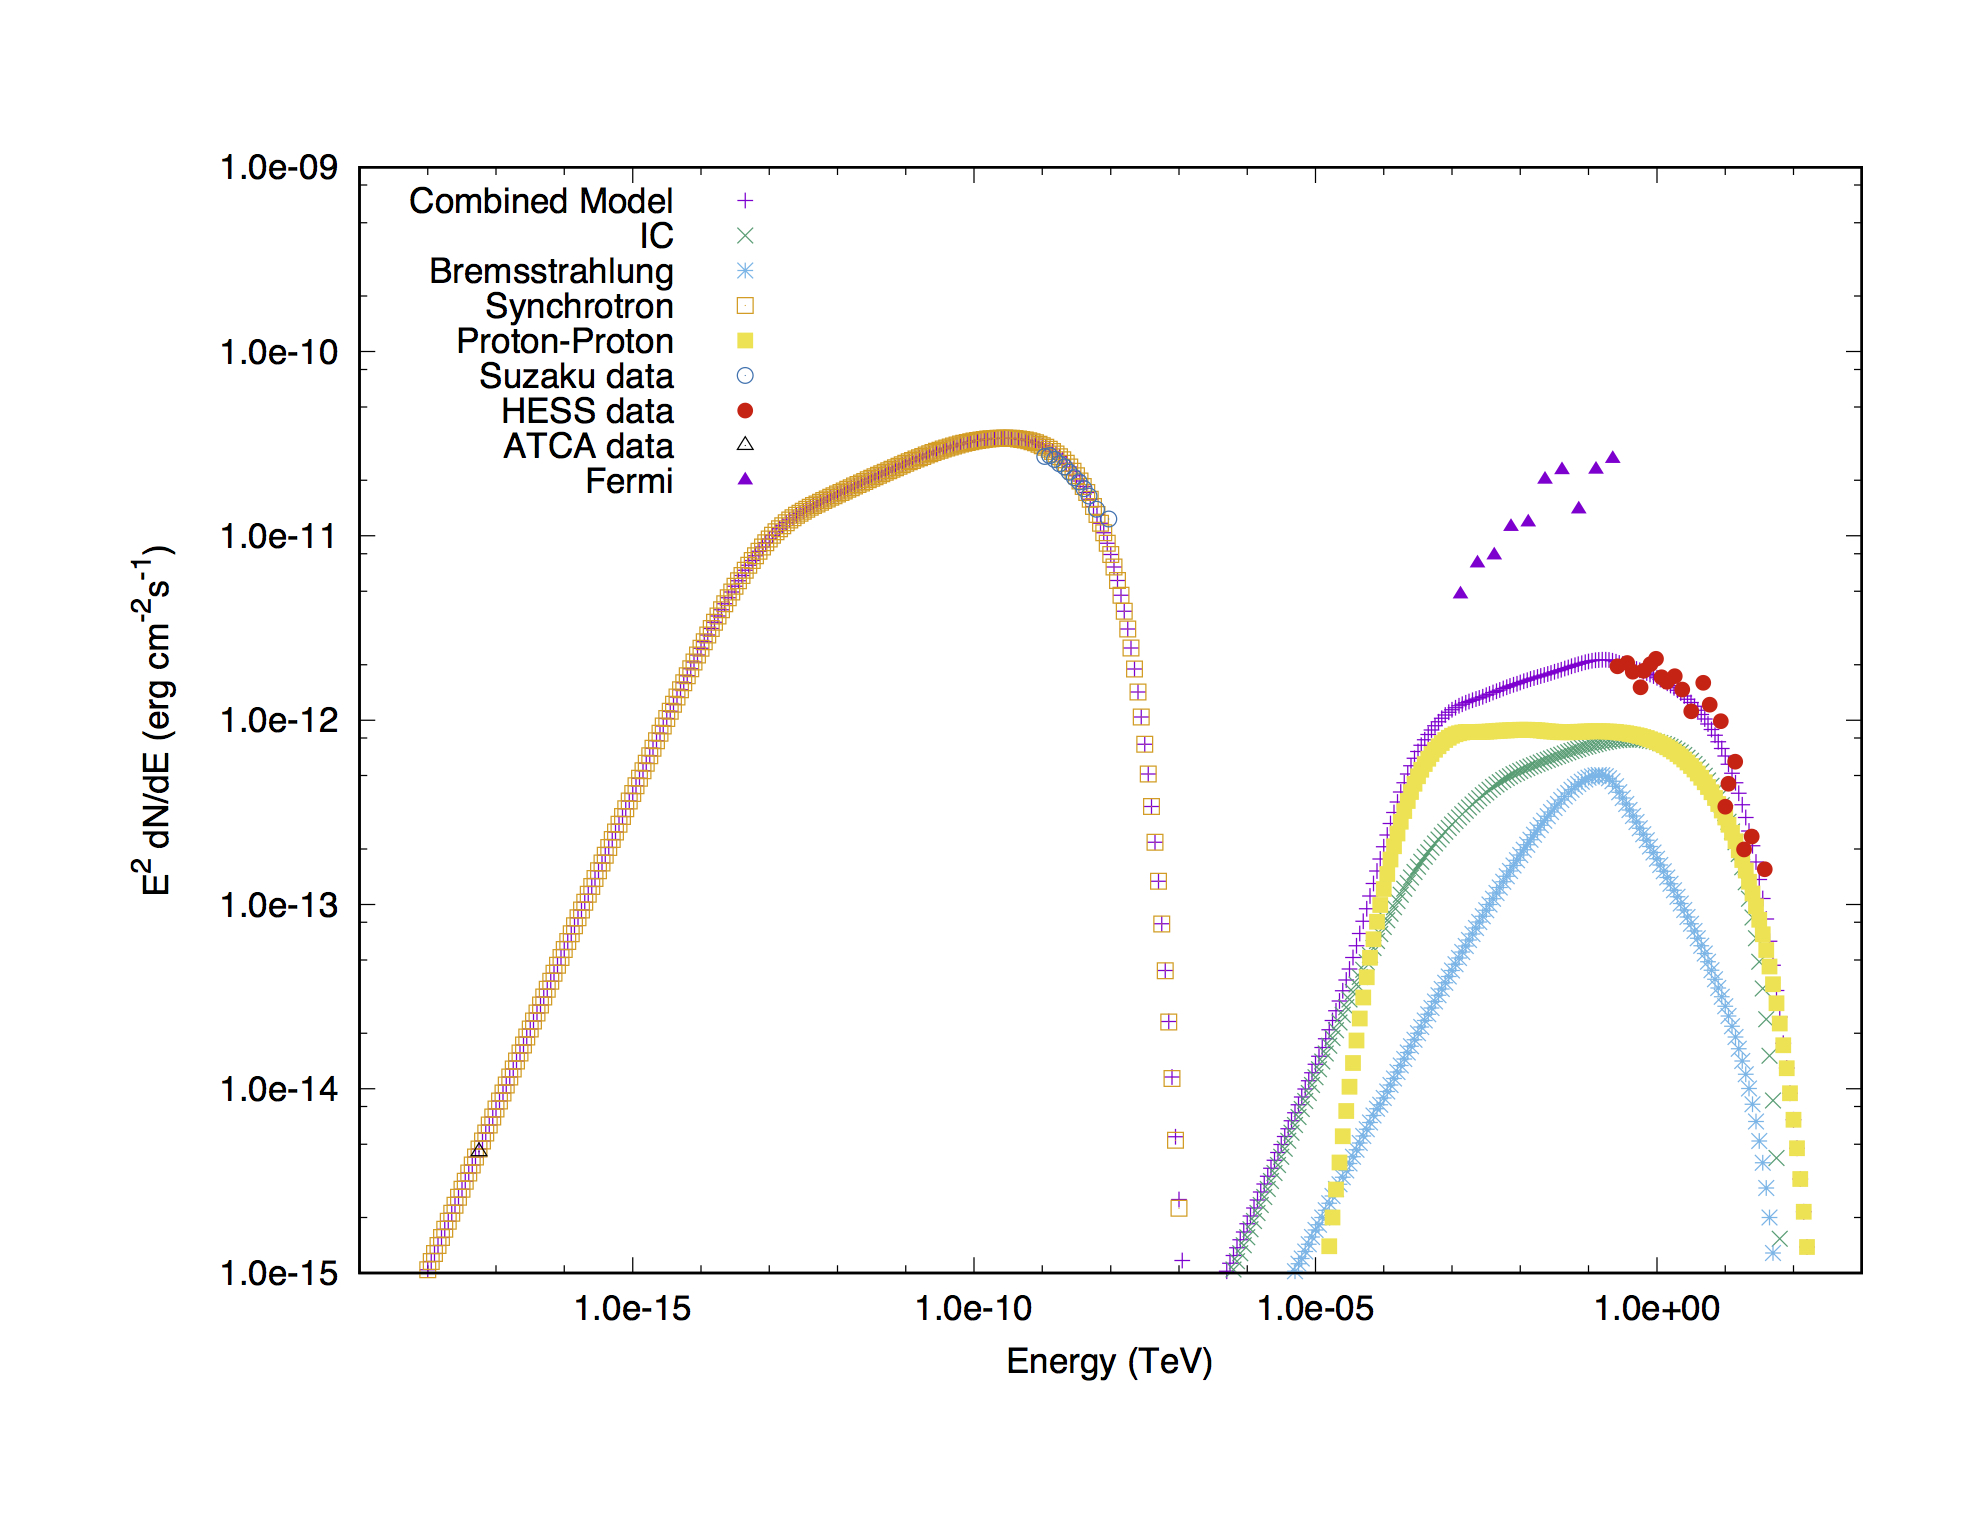 1.0e-09
1.0e-10
1.0e-11
1.0e-12
1.0e-13
1.0e-14
1.0e-15
E2 dN/dE (erg cm-2s-1)
Combined Model
IC
Bremsstrahlung
Synchrotron
Proton-Proton
Suzaku data
HESS data
ATCA data
Fermi
1.0e-15 1.0e-10 1.0e-05 1.0e+00
Energy (TeV)